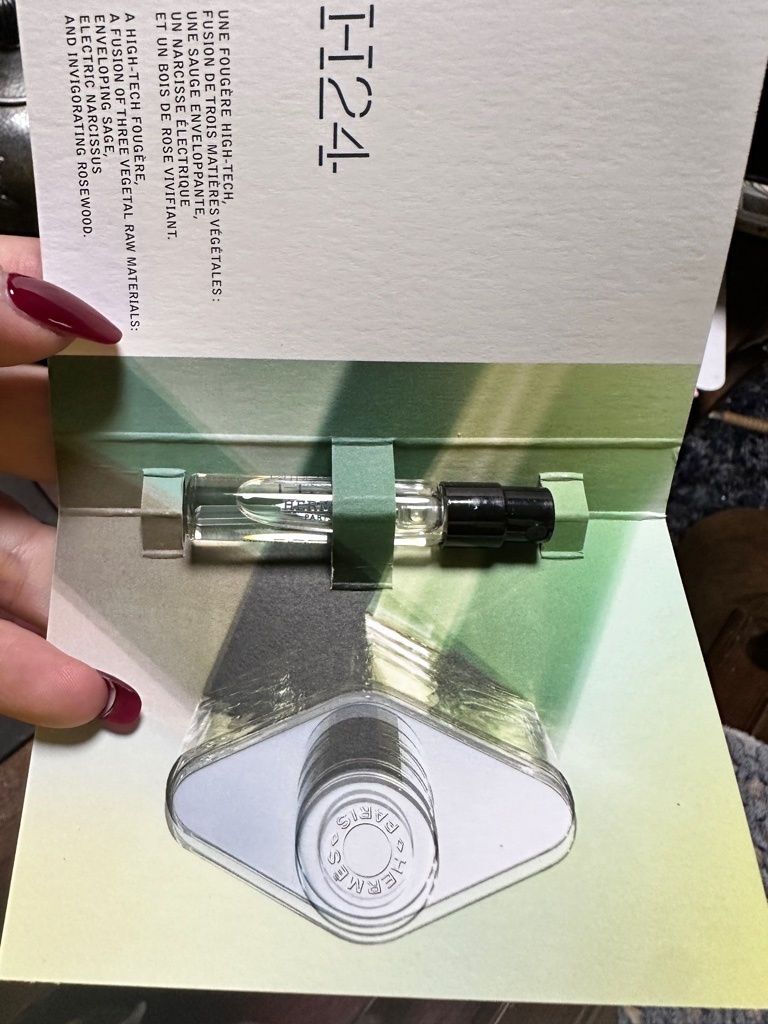 H24
UNE FOUGÈRE HIGH-TECH,
FUSION DE TROIS MATIÈRES VÉGÉTALES :
UNE SAUGE ENVELOPPANTE,
UN NARCISSE ÉLECTRIQUE
ET UN BOIS DE ROSE VIVIFIANT.
A HIGH-TECH FOUGÈRE,
A FUSION OF THREE VEGETAL RAW MATERIALS:
ENVELOPING SAGE,
ELECTRIC NARCISSUS
AND INVIGORATING ROSEWOOD.
HERMÈS
PARIS